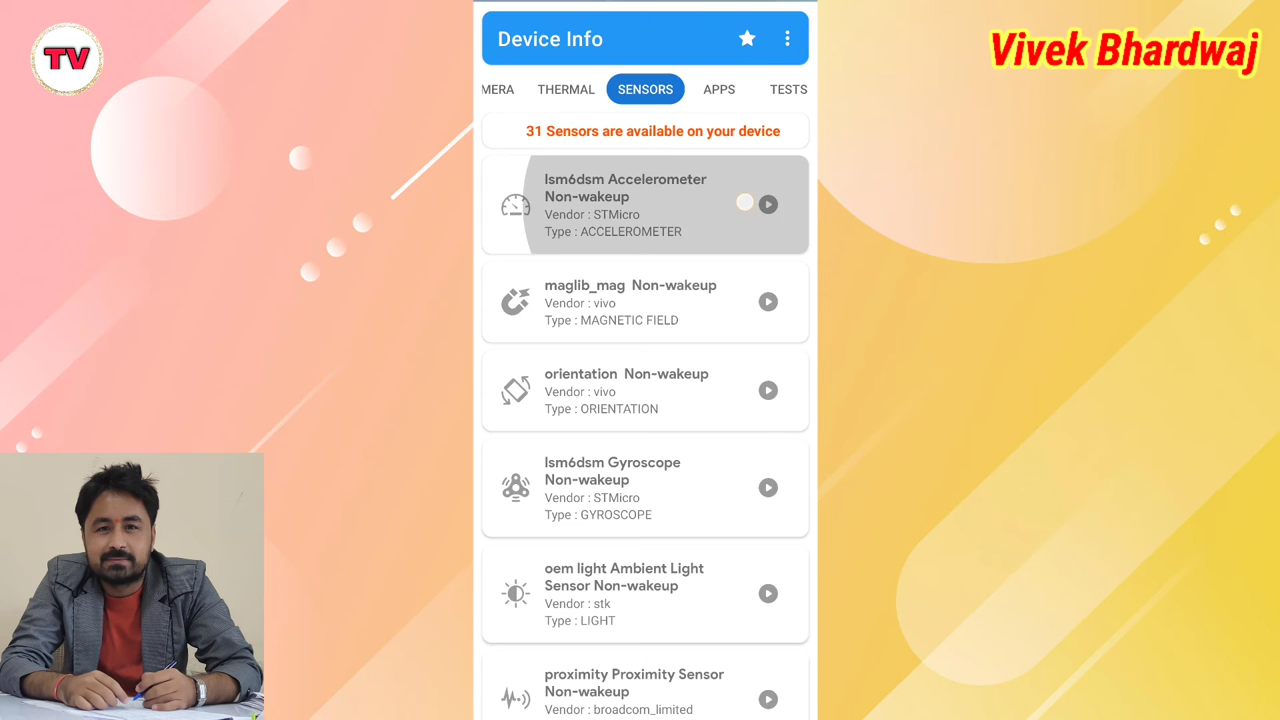 TV
Vivek Bhardwaj
Device Info
MERA THERMAL SENSORS APPS TESTS
31 Sensors are available on your device
lsm6dsm Accelerometer
Non-wakeup
Vendor : STMicro
Type : ACCELEROMETER
maglib_mag Non-wakeup
Vendor : vivo
Type : MAGNETIC FIELD
orientation Non-wakeup
Vendor : vivo
Type : ORIENTATION
lsm6dsm Gyroscope
Non-wakeup
Vendor : STMicro
Type : GYROSCOPE
oem light Ambient Light
Sensor Non-wakeup
Vendor : stk
Type : LIGHT
proximity Proximity Sensor
Non-wakeup
Vendor : broadcom_limited